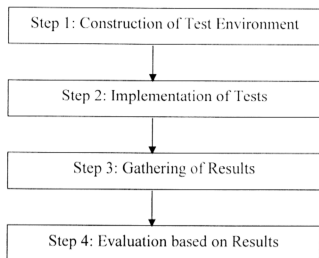 Step 1: Construction of Test Environment
Step 2: Implementation of Tests
Step 3: Gathering of Results
Step 4: Evaluation based on Results